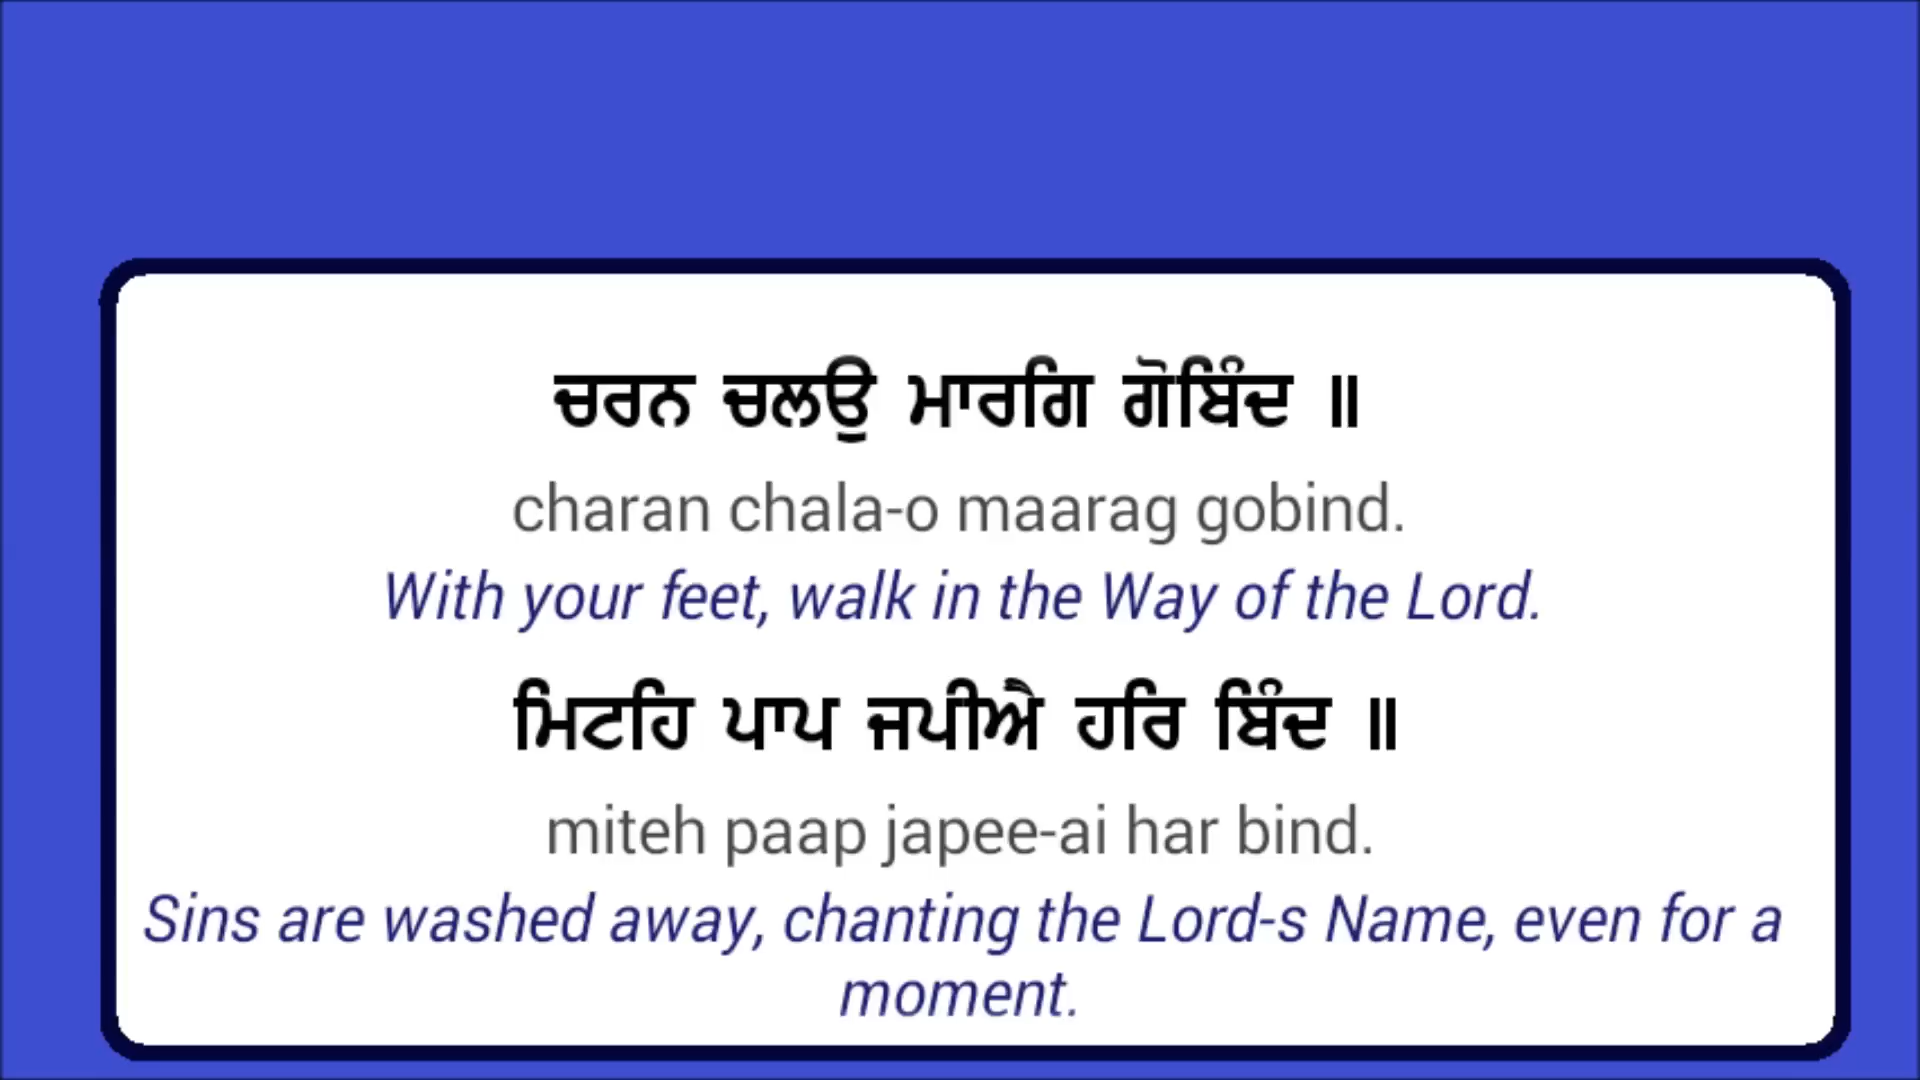 ਚਰਨ ਚਲਉ ਮਾਰਗਿ ਗੋਬਿੰਦ ॥
charan chala-o maarag gobind.
With your feet, walk in the Way of the Lord.
ਮਿਟਹਿ ਪਾਪ ਜਪੀਐ ਹਰਿ ਬਿੰਦ ॥
miteh paap japee-ai har bind.
Sins are washed away, chanting the Lord-s Name, even for a
moment.